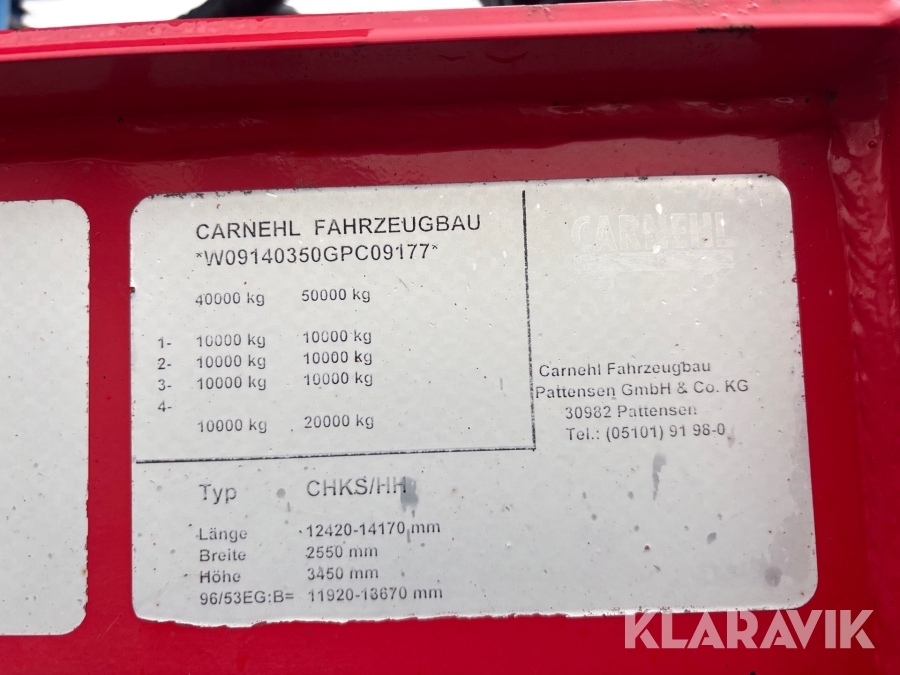 CARNEHL FAHRZEUGBAU
*W09140350GPC09177*
40000 kg 50000 kg
1- 10000 kg 10000 kg
2- 10000 kg 10000 kg
3- 10000 kg 10000 kg
4-
10000 kg 20000 kg
CARNEHL
Carnehl Fahrzeugbau
Pattensen GmbH & Co. KG
30982 Pattensen
Tel.: (05101) 91 98-0
Typ CHKS/HH
Länge 12420-14170 mm
Breite 2550 mm
Höhe 3450 mm
96/53EG:B= 11920-13670 mm
KLARAVIK